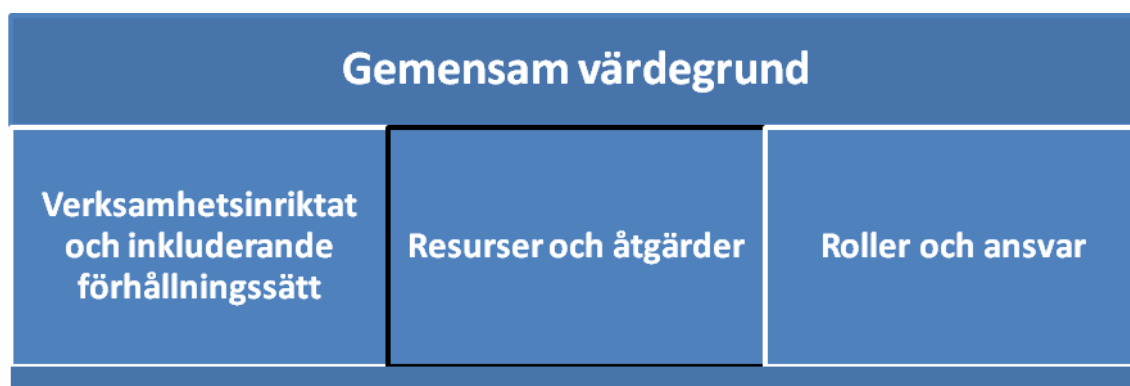 Gemensam värdegrund
Verksamhetsinriktat
och inkluderande
förhållningssätt
Resurser och åtgärder
Roller och ansvar